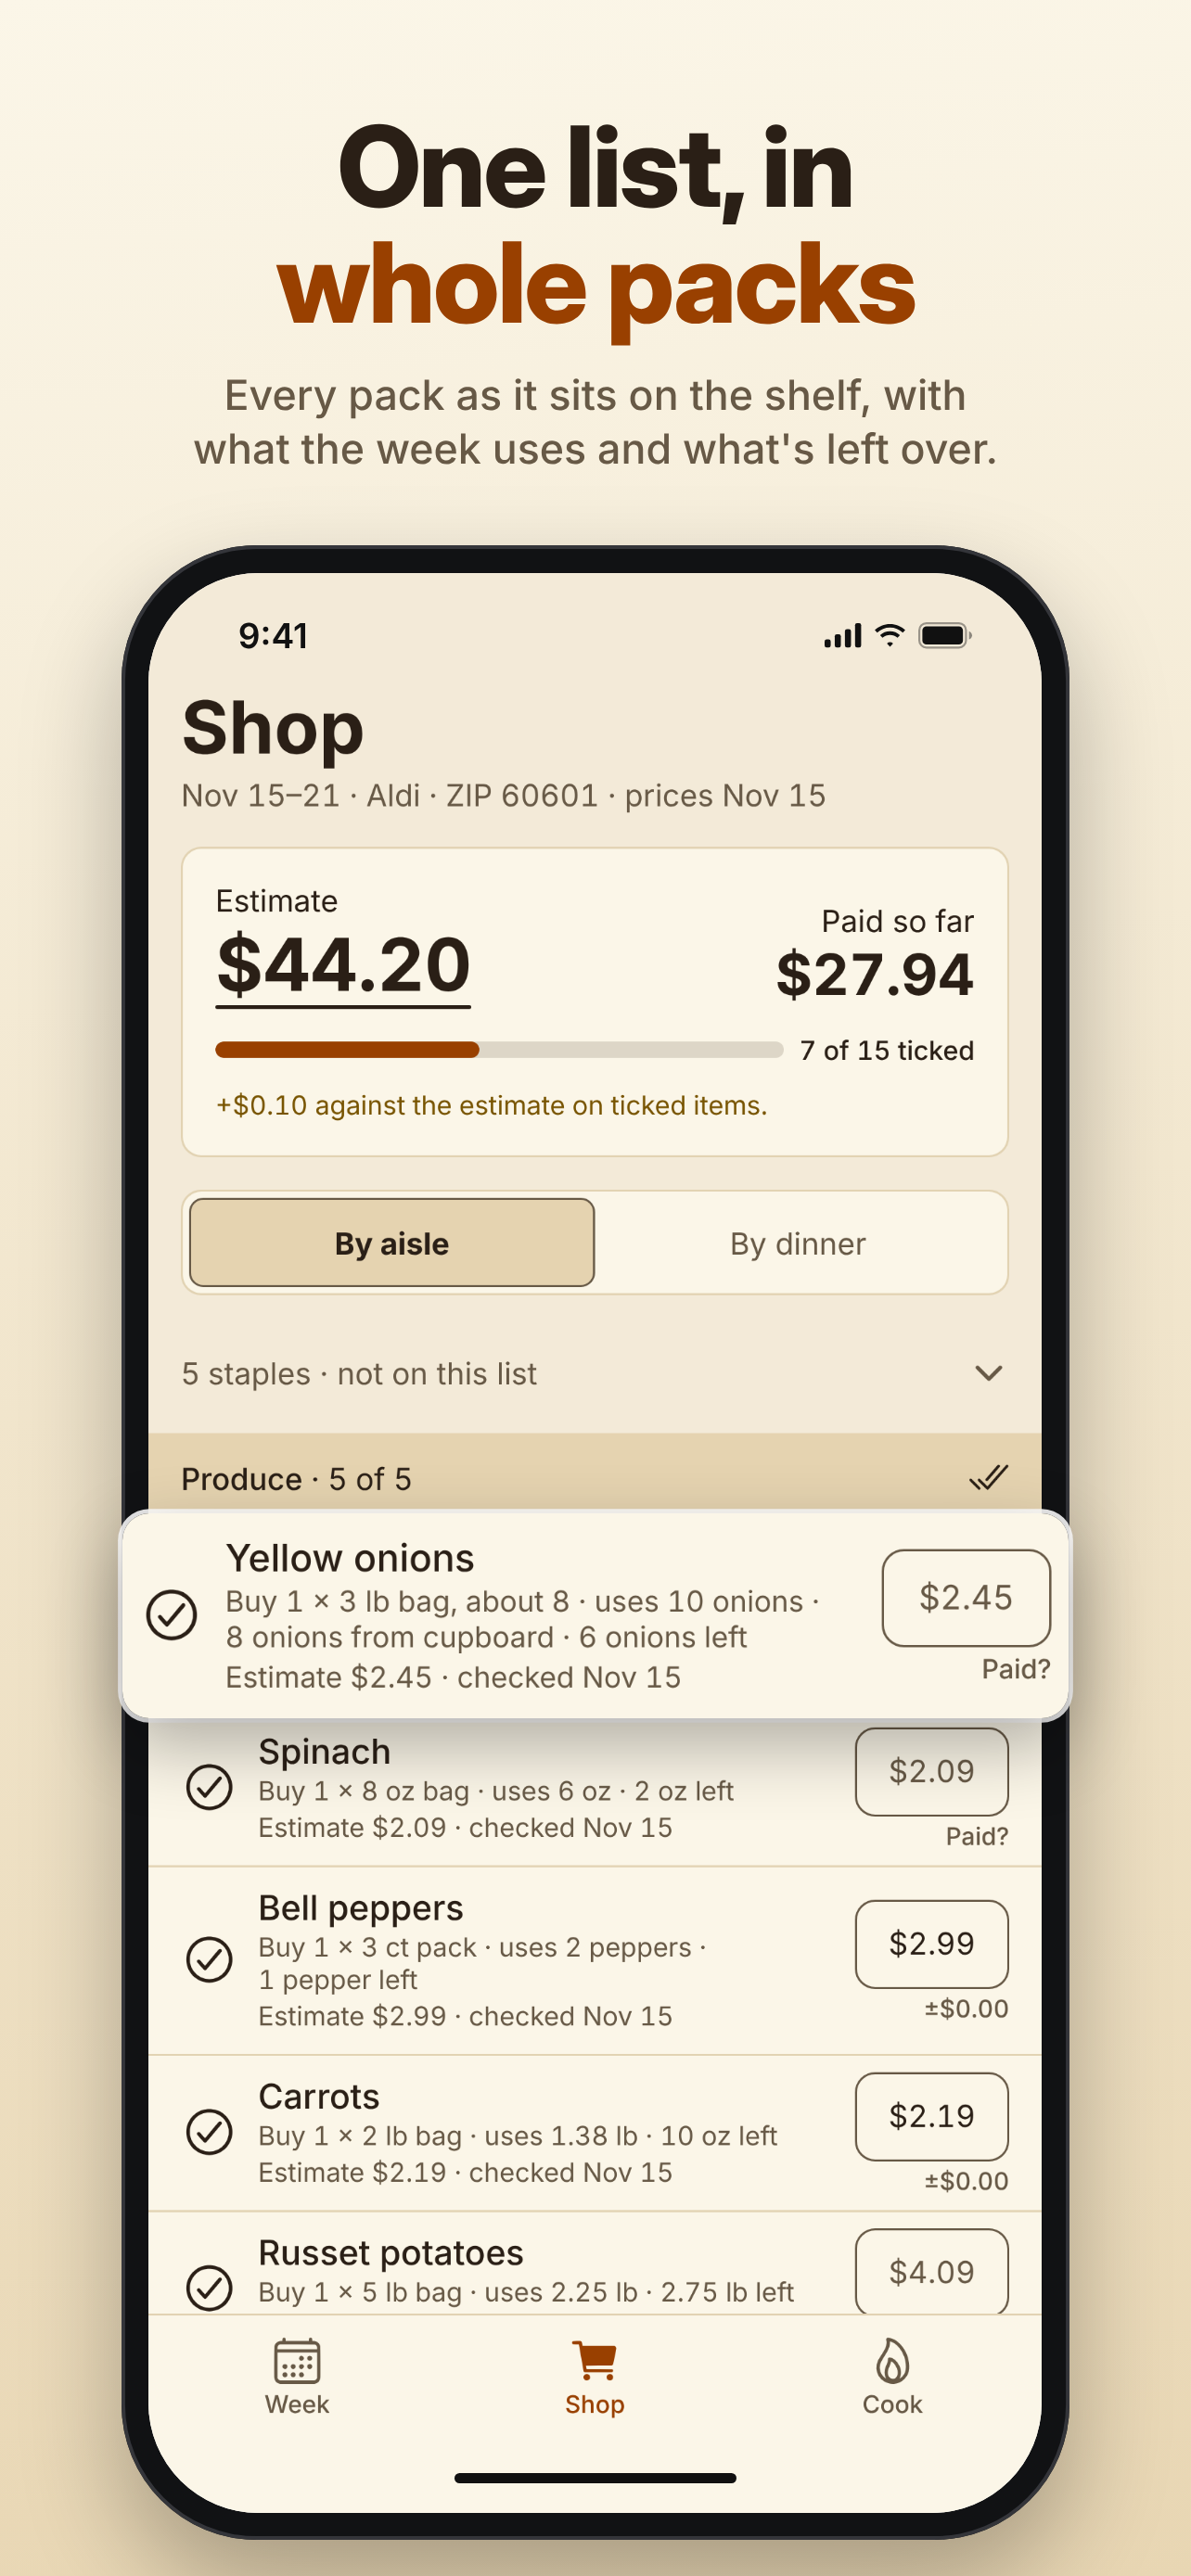 One list, in
whole packs
Every pack as it sits on the shelf, with
what the week uses and what's left over.
9:41
Shop
Nov 15–21 · Aldi · ZIP 60601 · prices Nov 15
Estimate
$44.20
Paid so far
$27.94
7 of 15 ticked
+$0.10 against the estimate on ticked items.
By aisle
By dinner
5 staples · not on this list
Produce · 5 of 5
Yellow onions
Buy 1 × 3 lb bag, about 8 · uses 10 onions ·
8 onions from cupboard · 6 onions left
Estimate $2.45 · checked Nov 15
$2.45
Paid?
Spinach
Buy 1 × 8 oz bag · uses 6 oz · 2 oz left
Estimate $2.09 · checked Nov 15
$2.09
Paid?
Bell peppers
Buy 1 × 3 ct pack · uses 2 peppers ·
1 pepper left
Estimate $2.99 · checked Nov 15
$2.99
±$0.00
Carrots
Buy 1 × 2 lb bag · uses 1.38 lb · 10 oz left
Estimate $2.19 · checked Nov 15
$2.19
±$0.00
Russet potatoes
Buy 1 × 5 lb bag · uses 2.25 lb · 2.75 lb left
$4.09
Week
Shop
Cook